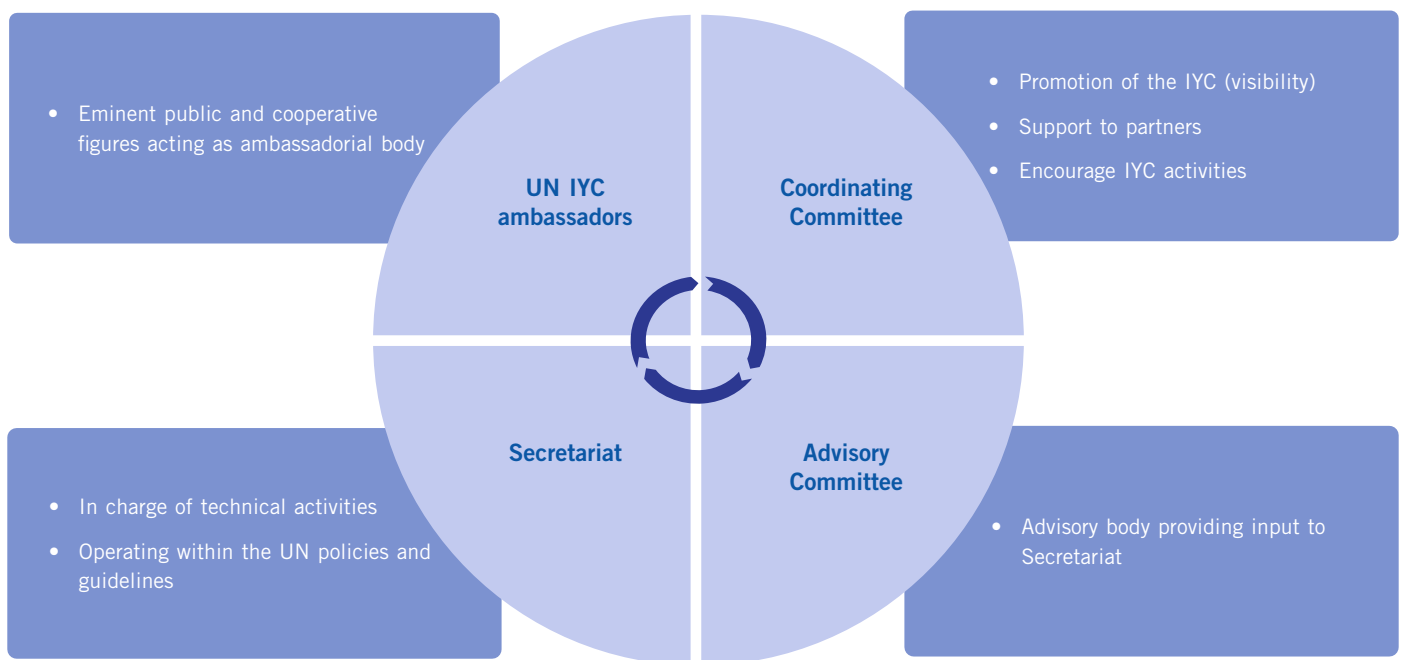 • Eminent public and cooperative
figures acting as ambassadorial body
UN IYC
ambassadors
Coordinating
Committee
• Promotion of the IYC (visibility)
• Support to partners
• Encourage IYC activities
• In charge of technical activities
• Operating within the UN policies and
guidelines
Secretariat
Advisory
Committee
• Advisory body providing input to
Secretariat